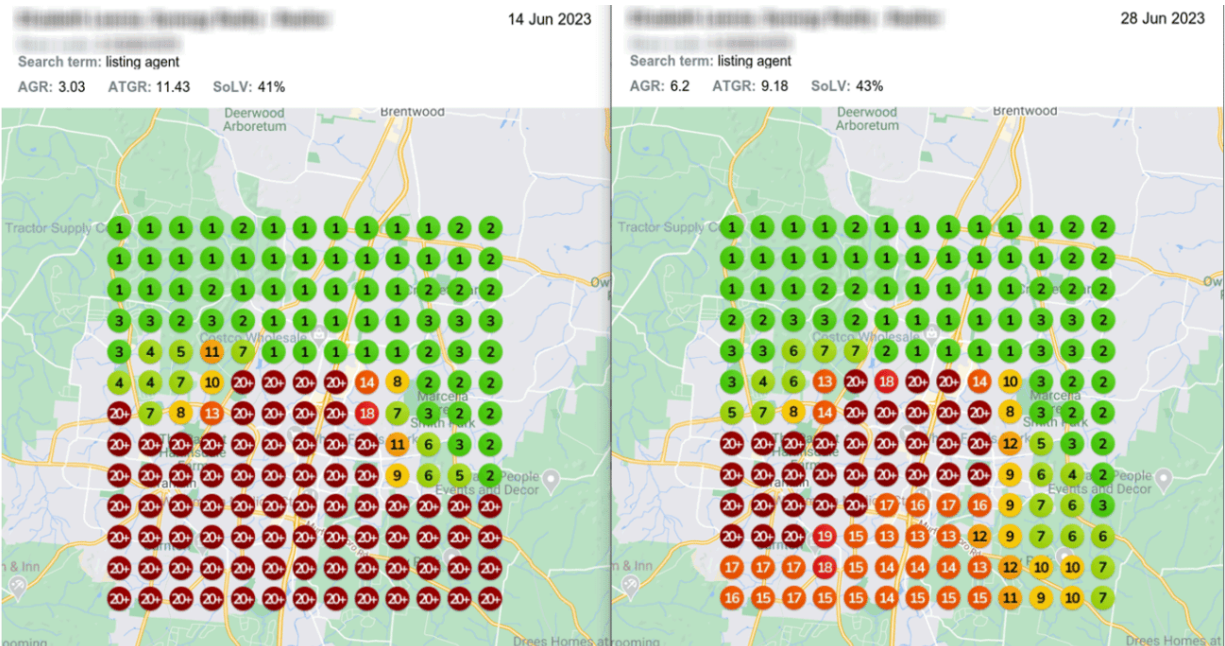 14 Jun 2023
Search term: listing agent
AGR: 3.03 ATGR: 11.43 SoLV: 41%
Deerwood
Arboretum
Brentwood
Tractor Supply C
1 1 1 1 2 1 1 1 1 1 1 2 2
1 1 1 1 1 1 1 1 1 1 1 1 2
1 1 1 2 2 1 1 1 1 1 2 2 2
Ow
3 3 2 3 2 1 1 1 1 1 3 3 3
Costco Wholesale
3 4 5 11 7 1 1 1 1 1 2 3 2
4 4 7 10 20+ 20+ 20+ 20+ 14 8 2 2 2
Marcella
20+ 7 8 13 20+ 20+ 20+ 20+ 18 7 3 2 2
Smith Park
20+ 20+ 20+ 20+ 20+ 20+ 20+ 20+ 20+ 11 6 3 2
20+ 20+ 20+ 20+ 20+ 20+ 20+ 20+ 20+ 9 6 5 2
People
Events and Decor
20+ 20+ 20+ 20+ 20+ 20+ 20+ 20+ 20+ 20+ 20+ 20+ 20+
20+ 20+ 20+ 20+ 20+ 20+ 20+ 20+ 20+ 20+ 20+ 20+ 20+
n & Inn
20+ 20+ 20+ 20+ 20+ 20+ 20+ 20+ 20+ 20+ 20+ 20+ 20+
20+ 20+ 20+ 20+ 20+ 20+ 20+ 20+ 20+ 20+ 20+ 20+ 20+
ooming
Drees Homes at
28 Jun 2023
Search term: listing agent
AGR: 6.2 ATGR: 9.18 SoLV: 43%
Deerwood
Arboretum
Brentwood
Tractor Supply C
1 1 1 1 2 1 1 1 1 1 1 2 2
1 1 1 1 1 1 1 1 1 1 1 1 2
1 1 1 2 2 2 1 1 1 1 2 2 2
Ow
2 2 3 3 2 1 1 1 1 1 3 3 2
Costco Wholesale
3 3 6 7 7 2 1 1 1 1 3 3 2
3 4 6 13 20+ 18 20+ 20+ 14 10 3 2 2
Marcella
5 7 8 14 20+ 20+ 20+ 20+ 20+ 8 3 2 2
Smith Park
20+ 20+ 20+ 20+ 20+ 20+ 20+ 20+ 20+ 12 5 3 2
20+ 20+ 20+ 20+ 20+ 20+ 20+ 20+ 20+ 9 6 4 2
People
Events and Decor
20+ 20+ 20+ 20+ 20+ 17 16 17 16 9 7 6 3
20+ 20+ 20+ 19 15 13 13 13 12 9 7 6 6
n & Inn
17 17 17 18 15 14 14 14 13 12 10 10 7
16 15 17 15 15 14 15 15 15 11 9 10 7
rooming
Drees Homes at